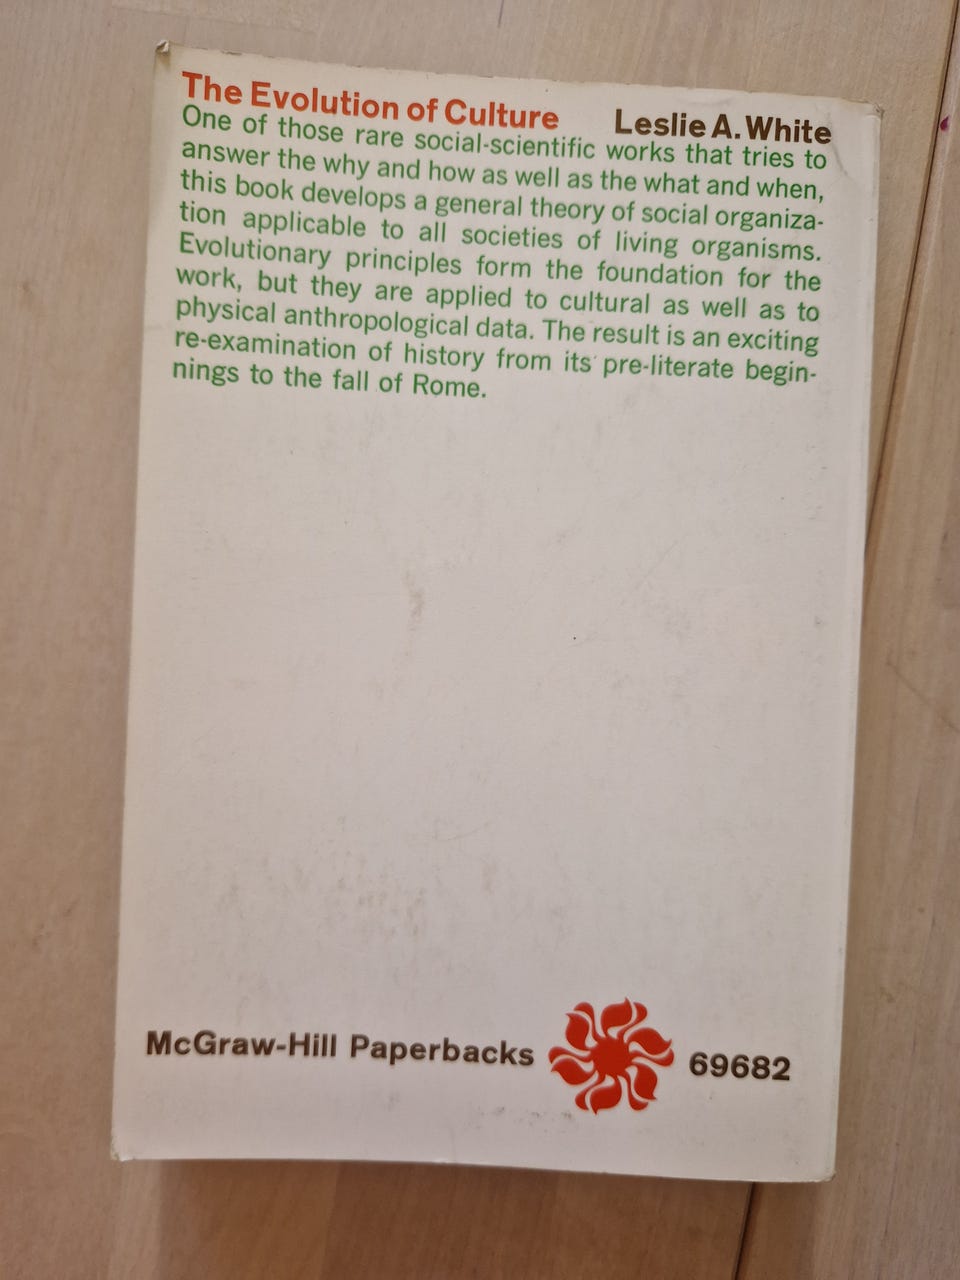 The Evolution of Culture Leslie A. White
One of those rare social-scientific works that tries to
answer the why and how as well as the what and when,
this book develops a general theory of social organiza-
tion applicable to all societies of living organisms.
Evolutionary principles form the foundation for the
work, but they are applied to cultural as well as to
physical anthropological data. The result is an exciting
re-examination of history from its pre-literate begin-
nings to the fall of Rome.
McGraw-Hill Paperbacks 69682